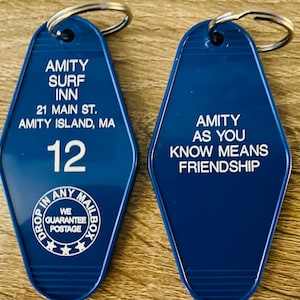 AMITY
SURF
INN
21 MAIN ST.
AMITY ISLAND, MA
12
DROP IN ANY MAILBOX
WE
GUARANTEE
POSTAGE
AMITY
AS YOU
KNOW MEANS
FRIENDSHIP